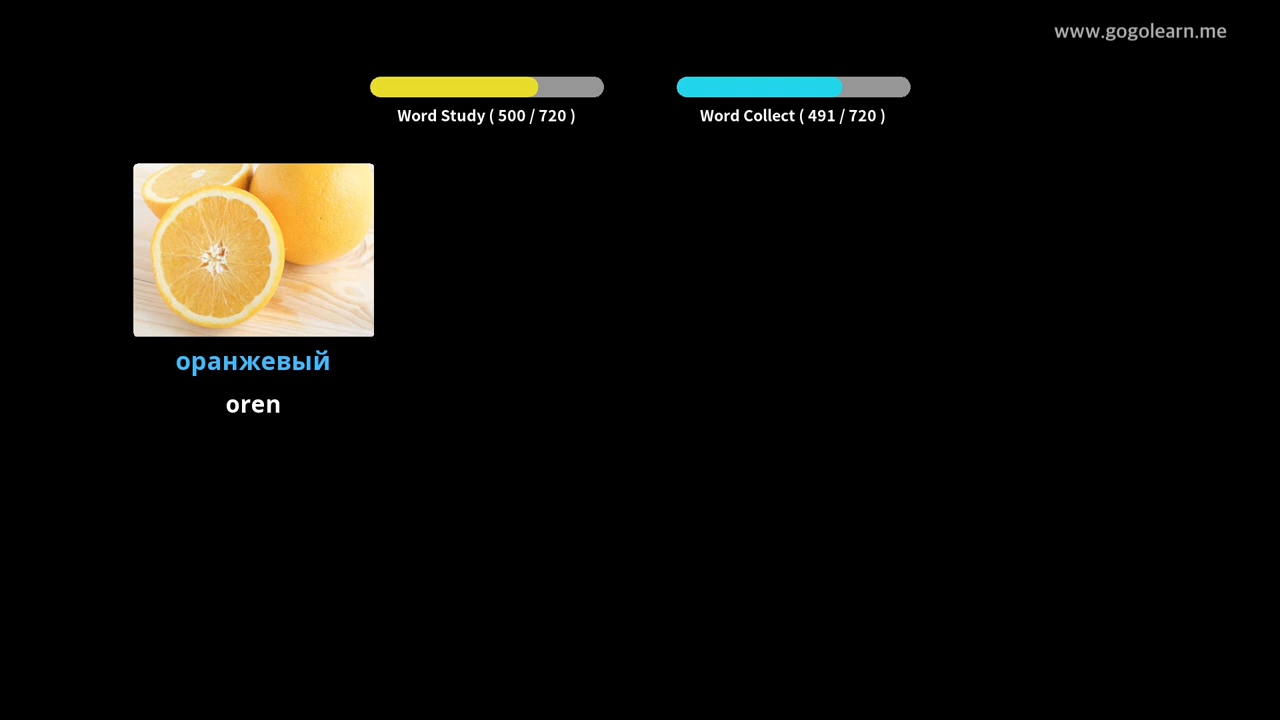 www.gogolearn.me
Word Study ( 500 / 720 )
Word Collect ( 491 / 720 )
оранжевый
oren